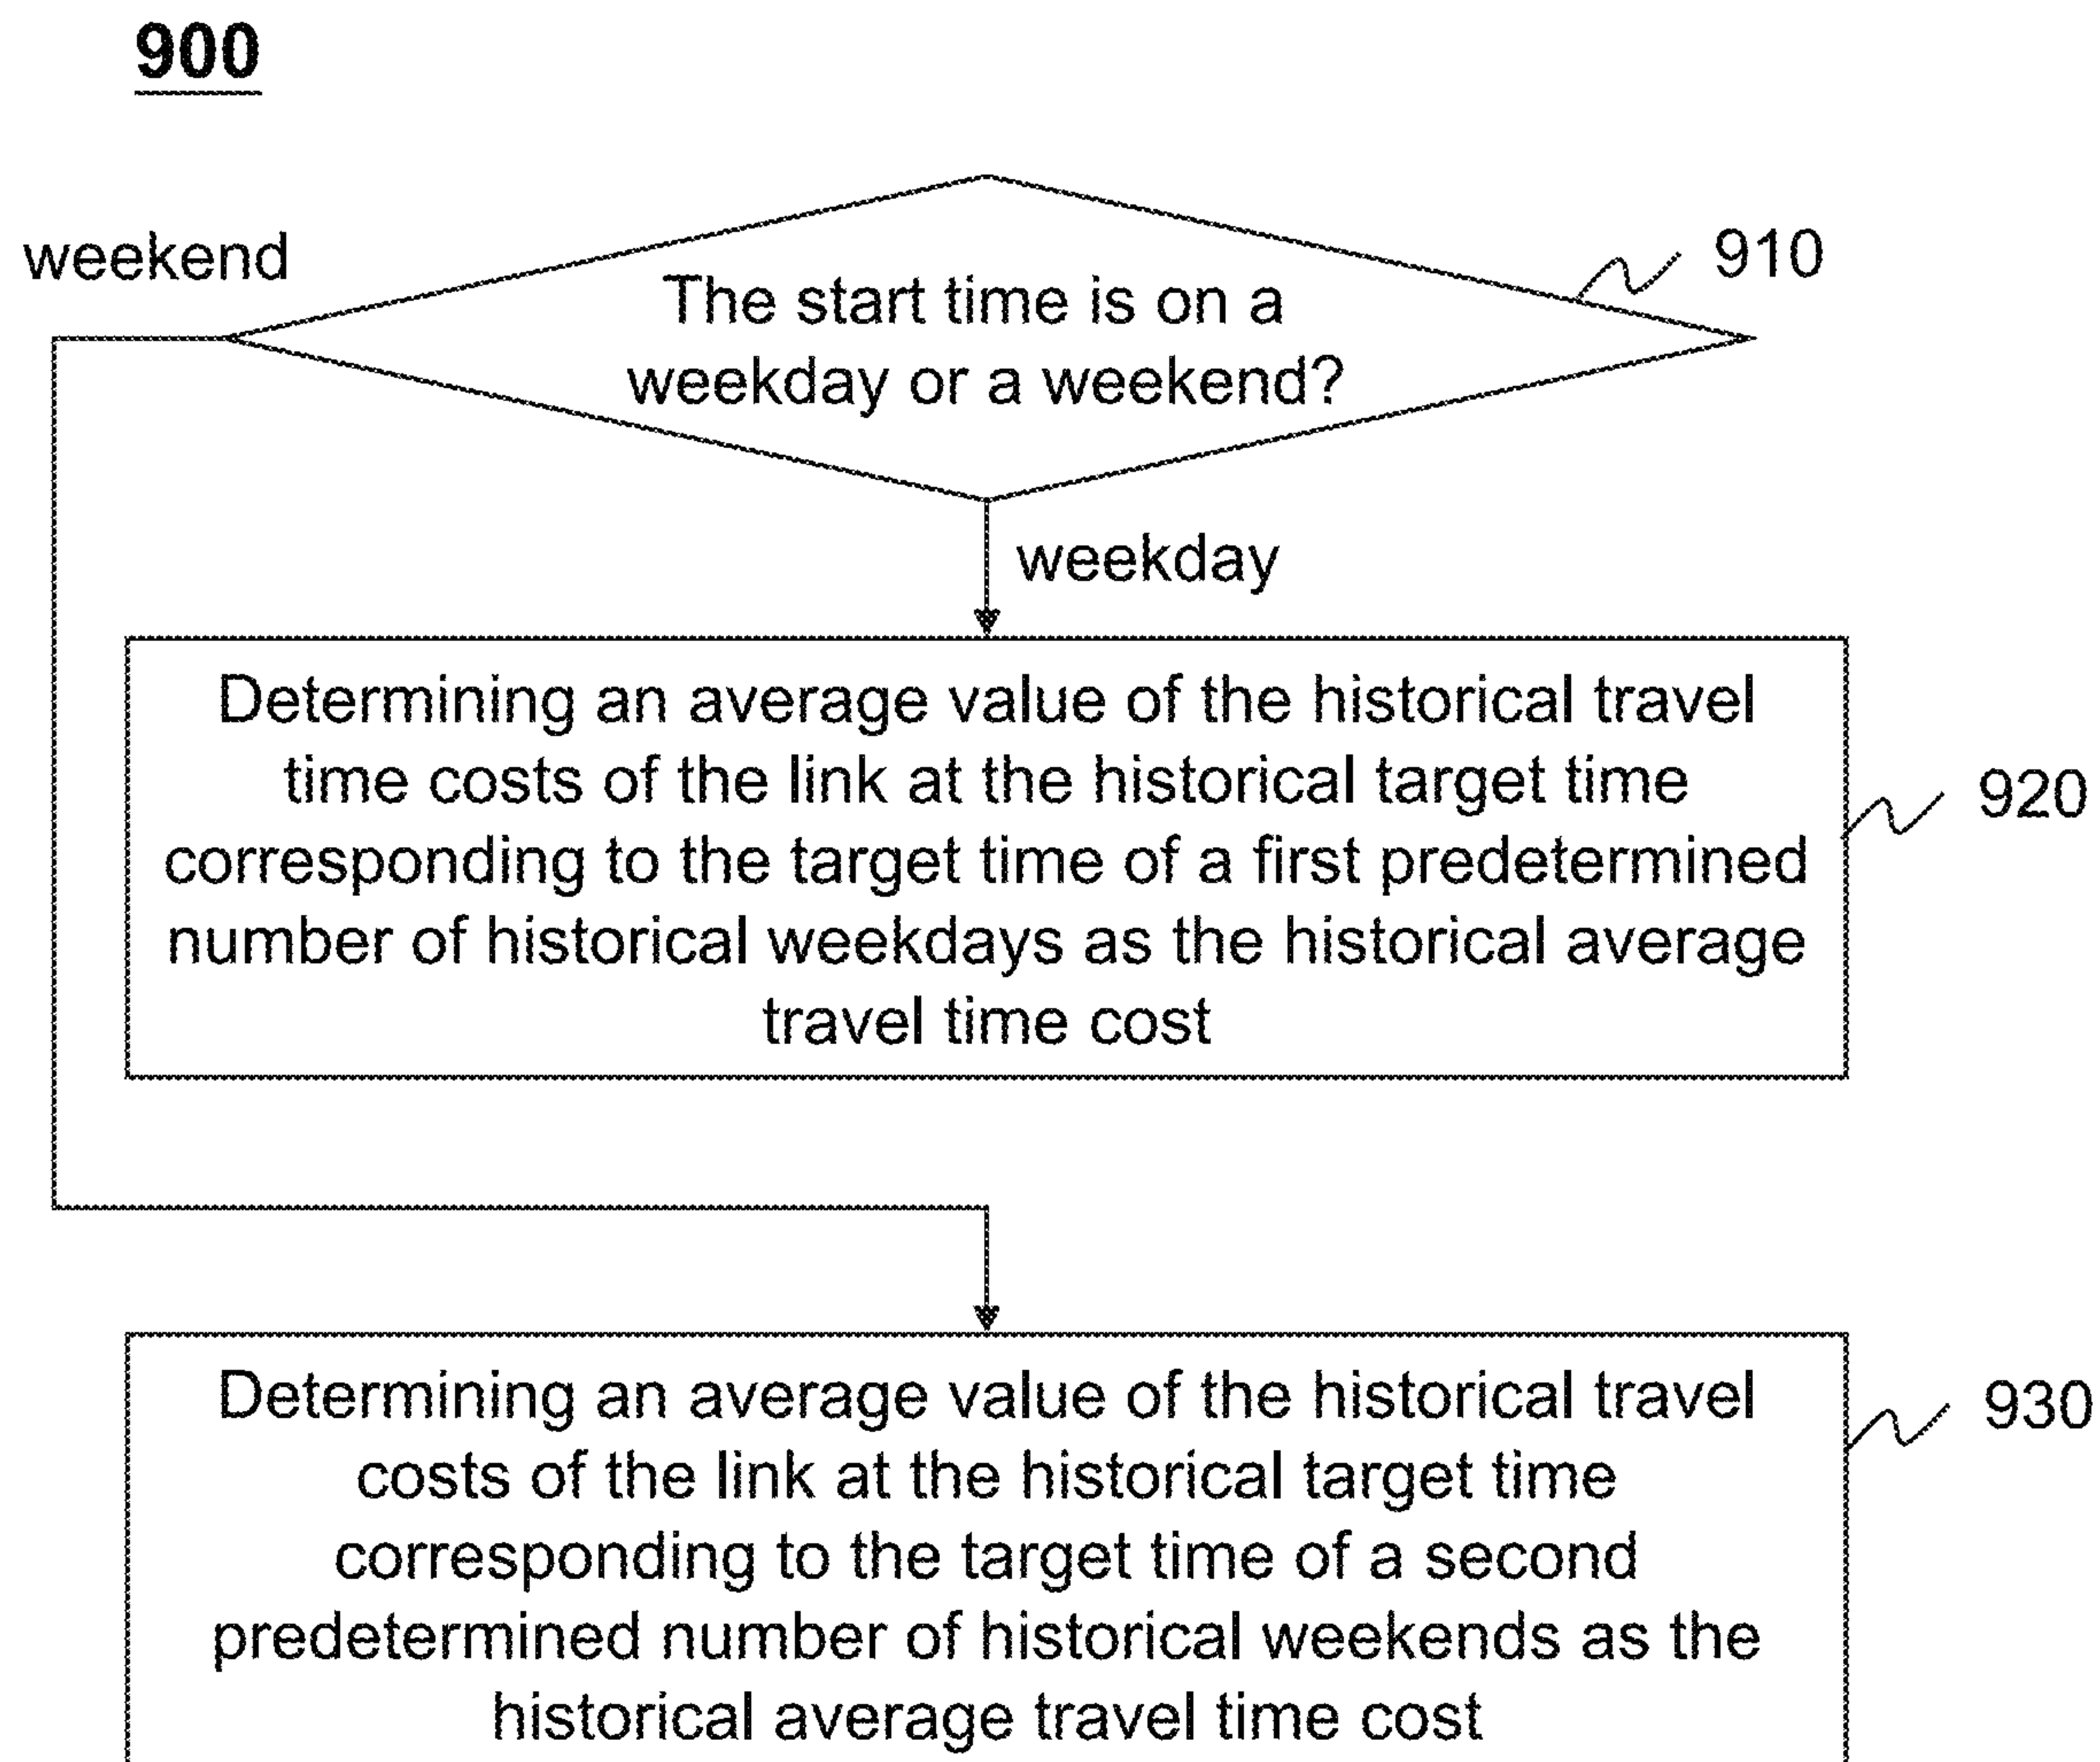 900
weekend
The start time is on a
weekday or a weekend?
910
weekday
Determining an average value of the historical travel
time costs of the link at the historical target time
corresponding to the target time of a first predetermined
number of historical weekdays as the historical average
travel time cost
920
Determining an average value of the historical travel
costs of the link at the historical target time
corresponding to the target time of a second
predetermined number of historical weekends as the
historical average travel time cost
930